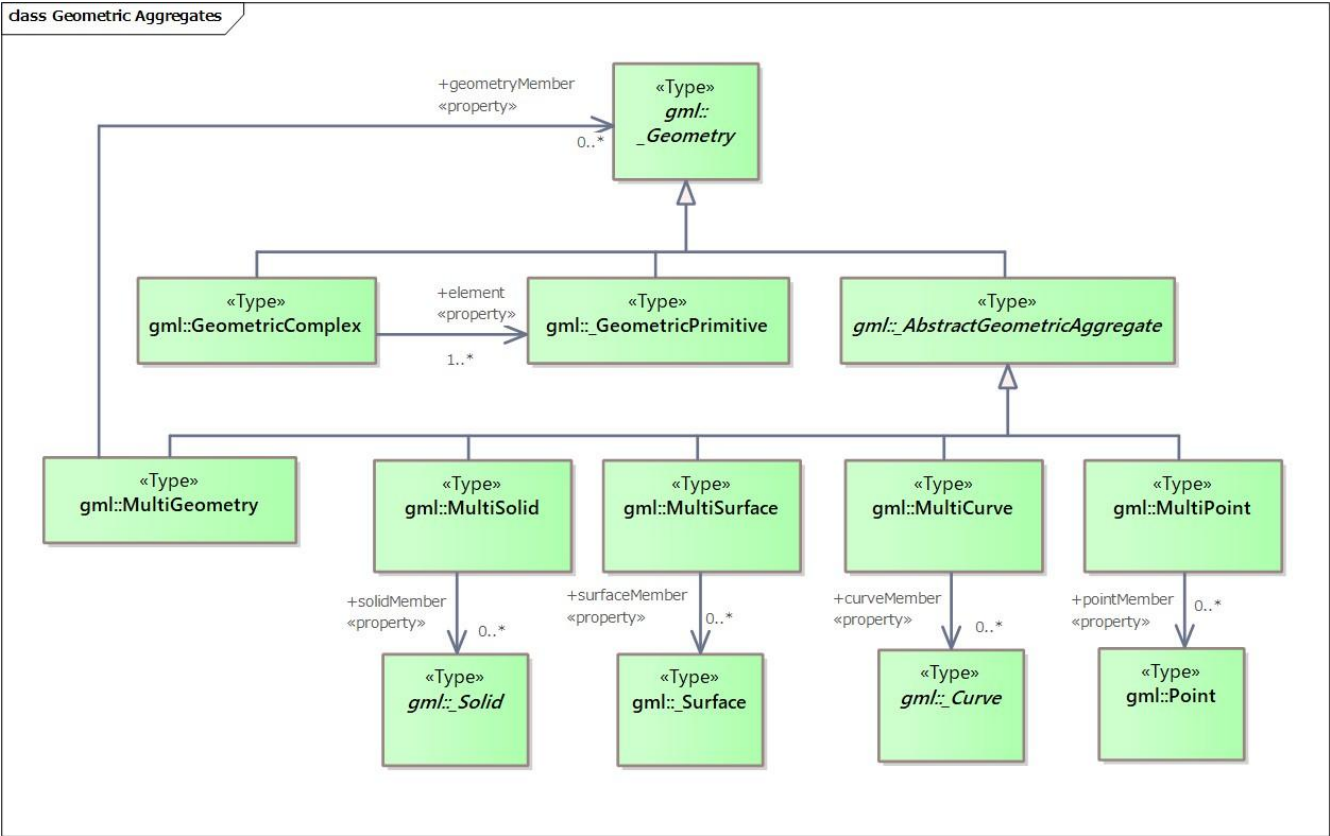 class Geometric Aggregates
+geometryMember
«property»
0..*
«Type»
gml::
_Geometry
«Type»
gml::GeometricComplex
+element
«property»
1..*
«Type»
gml::_GeometricPrimitive
«Type»
gml::_AbstractGeometricAggregate
«Type»
gml::MultiGeometry
«Type»
gml::MultiSolid
«Type»
gml::MultiSurface
«Type»
gml::MultiCurve
«Type»
gml::MultiPoint
+solidMember
«property»
0..*
+surfaceMember
«property»
0..*
+curveMember
«property»
0..*
+pointMember
«property»
0..*
«Type»
gml::_Solid
«Type»
gml::_Surface
«Type»
gml::_Curve
«Type»
gml::Point